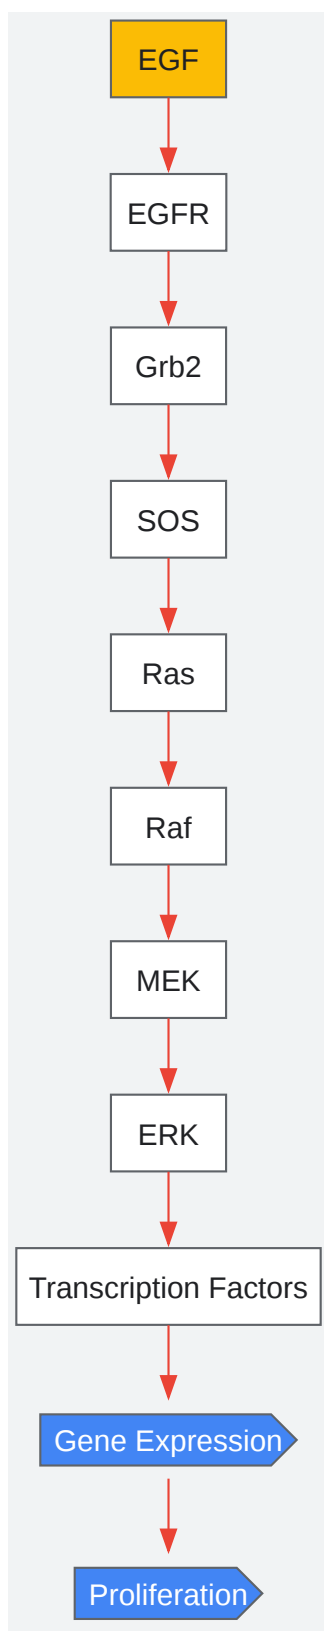 EGF
EGFR
Grb2
SOS
Ras
Raf
MEK
ERK
Transcription Factors
Gene Expression
Proliferation